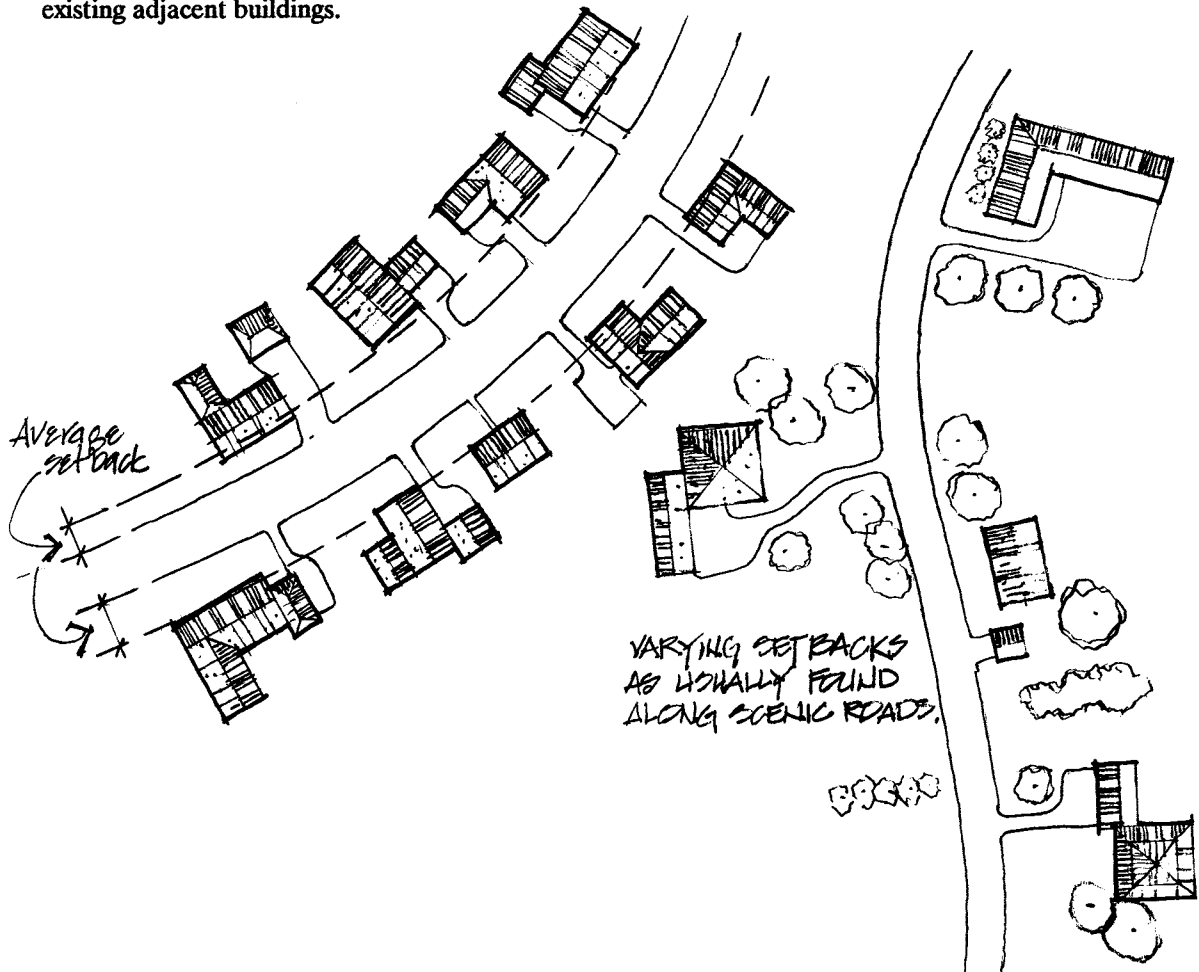 existing adjacent buildings.
Average
setback
VARYING SETBACKS
AS USUALLY FOUND
ALONG SCENIC ROADS.